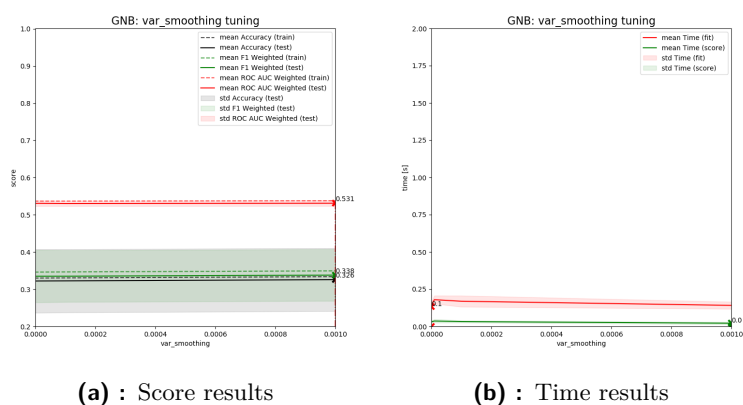 GNB: var_smoothing tuning
1.0
0.9
0.8
0.7
0.6
0.5
0.4
0.3
0.2
score
mean Accuracy (train)
mean Accuracy (test)
mean F1 Weighted (train)
mean F1 Weighted (test)
mean ROC AUC Weighted (train)
mean ROC AUC Weighted (test)
std Accuracy (test)
std F1 Weighted (test)
std ROC AUC Weighted (test)
0.531
0.338
0.326
0.0000 0.0002 0.0004 0.0006 0.0008 0.0010
var_smoothing
(a) : Score results
GNB: var_smoothing tuning
2.00
1.75
1.50
1.25
1.00
0.75
0.50
0.25
0.00
time [s]
mean Time (fit)
mean Time (score)
std Time (fit)
std Time (score)
0.1
0.0
0.0000 0.0002 0.0004 0.0006 0.0008 0.0010
var_smoothing
(b) : Time results